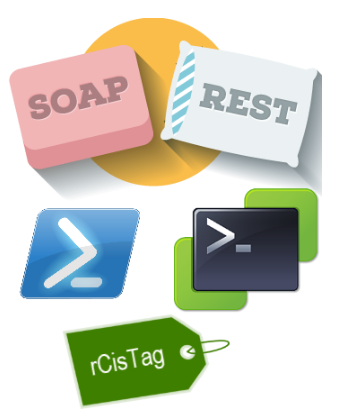 SOAP
REST
>_
>_
rCisTag